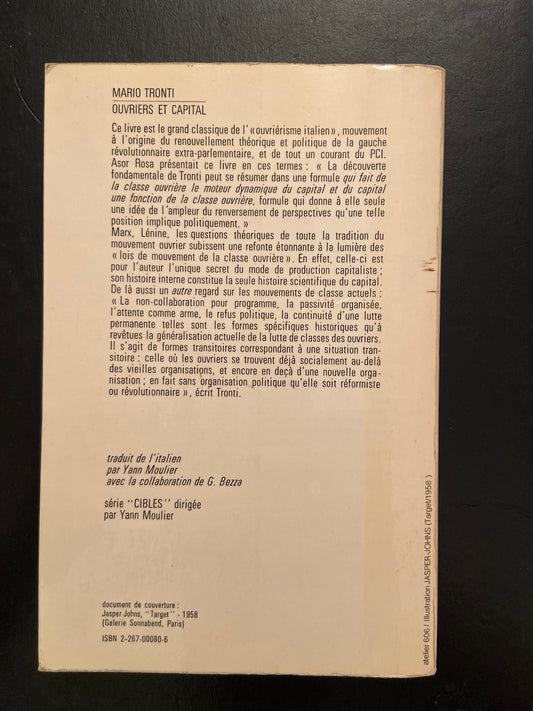 MARIO TRONTI
OUVRIERS ET CAPITAL
Ce livre est le grand classique de l'«ouvriérisme italien», mouvement
à l'origine du renouvellement théorique et politique de la gauche
révolutionnaire extra-parlementaire, et de tout un courant du PCI.
Asor Rosa présentait ce livre en ces termes : « La découverte
fondamentale de Tronti peut se résumer dans une formule qui fait de
la classe ouvrière le moteur dynamique du capital et du capital
une fonction de la classe ouvrière, formule qui donne à elle seule
une idée de l'ampleur du renversement de perspectives qu'une telle
position implique politiquement. »
Marx, Lénine, les questions théoriques de toute la tradition du
mouvement ouvrier subissent une refonte étonnante à la lumière des
«lois de mouvement de la classe ouvrière». En effet, celle-ci est
pour l'auteur l'unique secret du mode de production capitaliste ;
son histoire interne constitue la seule histoire scientifique du capital.
De là aussi un autre regard sur les mouvements de classe actuels :
« La non-collaboration pour programme, la passivité organisée,
l'attente comme arme, le refus politique, la continuité d'une lutte
permanente telles sont les formes spécifiques historiques qu'à
revêtues la généralisation actuelle de la lutte de classes des ouvriers.
Il s'agit de formes transitoires correspondant à une situation tran-
sitoire : celle où les ouvriers se trouvent déjà socialement au-delà
des vieilles organisations, et encore en deçà d'une nouvelle orga-
nisation ; en fait sans organisation politique qu'elle soit réformiste
ou révolutionnaire», écrit Tronti.
traduit de l'italien
par Yann Moulier
avec la collaboration de G. Bezza
série "CIBLES" dirigée
par Yann Moulier
document de couverture :
Jasper Johns, "Target" - 1958
(Galerie Sonnabend, Paris)
ISBN 2-267-00080-6
atelier 606 / Illustration JASPER-JOHNS (Target/1958 )